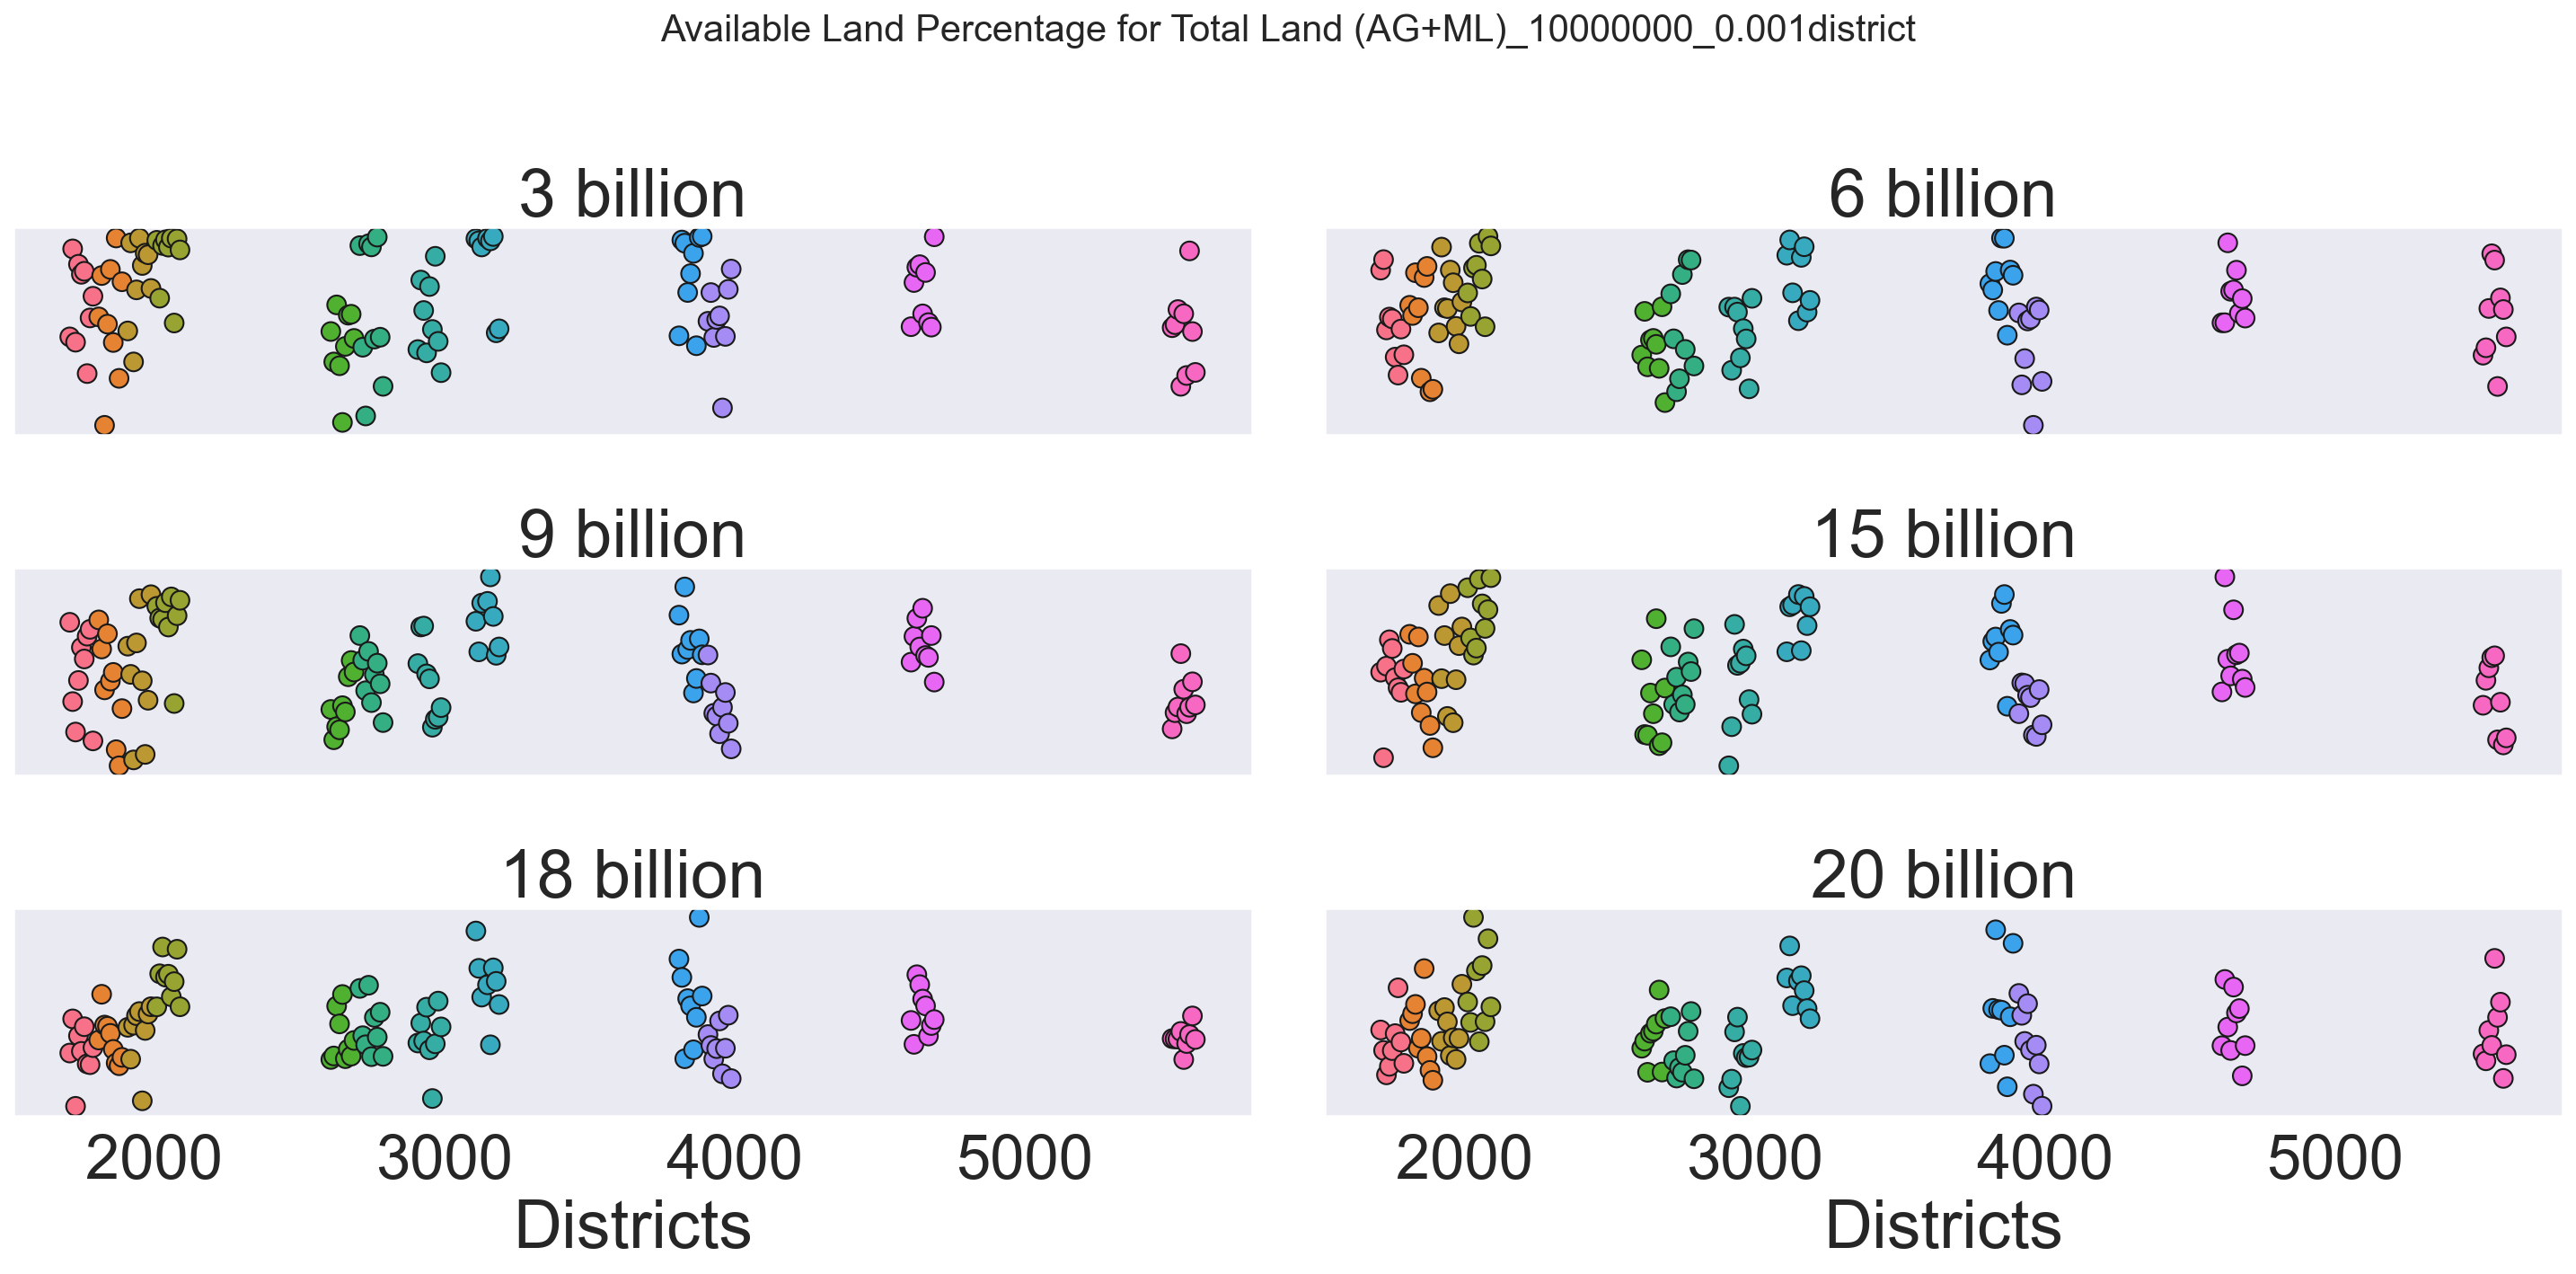 Available Land Percentage for Total Land (AG+ML)_10000000_0.001district
3 billion
6 billion
9 billion
15 billion
18 billion
20 billion
2000 3000 4000 5000
2000 3000 4000 5000
Districts
Districts